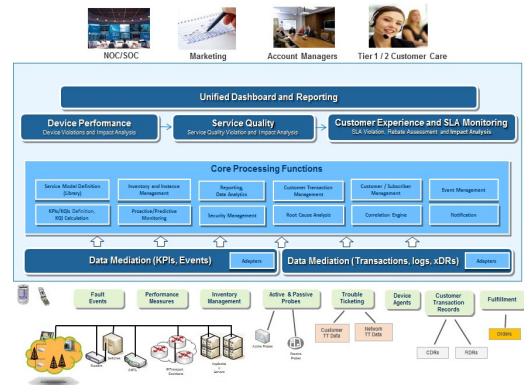 NOC/SOC
Marketing
Account Managers
Tier 1 / 2 Customer Care
Unified Dashboard and Reporting
Device Performance
Device Violations and Impact Analysis
Service Quality
Service Quality Violation and Impact Analysis
Customer Experience and SLA Monitoring
SLA Violation, Rebate Assessment, and Impact Analysis
Core Processing Functions
Service Model Definition
(Library)
Inventory and Instance
Management
Reporting,
Data Analytics
Customer Transaction
Management
Customer / Subscriber
Management
Event Management
KPIs/KQIs Definition,
KQI Calculation
Proactive/Predictive
Monitoring
Security Management
Root Cause Analysis
Correlation Engine
Notification
Data Mediation (KPIs, Events)
Adapters
Data Mediation (Transactions, logs, xDRs)
Adapters
Fault
Events
Performance
Measures
Inventory
Management
Active & Passive
Probes
Trouble
Ticketing
Device
Agents
Customer
Transaction
Records
Fulfillment
Active Probes
Passive
Probes
Customer
TT Data
Network
TT Data
CDRs
Orders
Routers
Switches